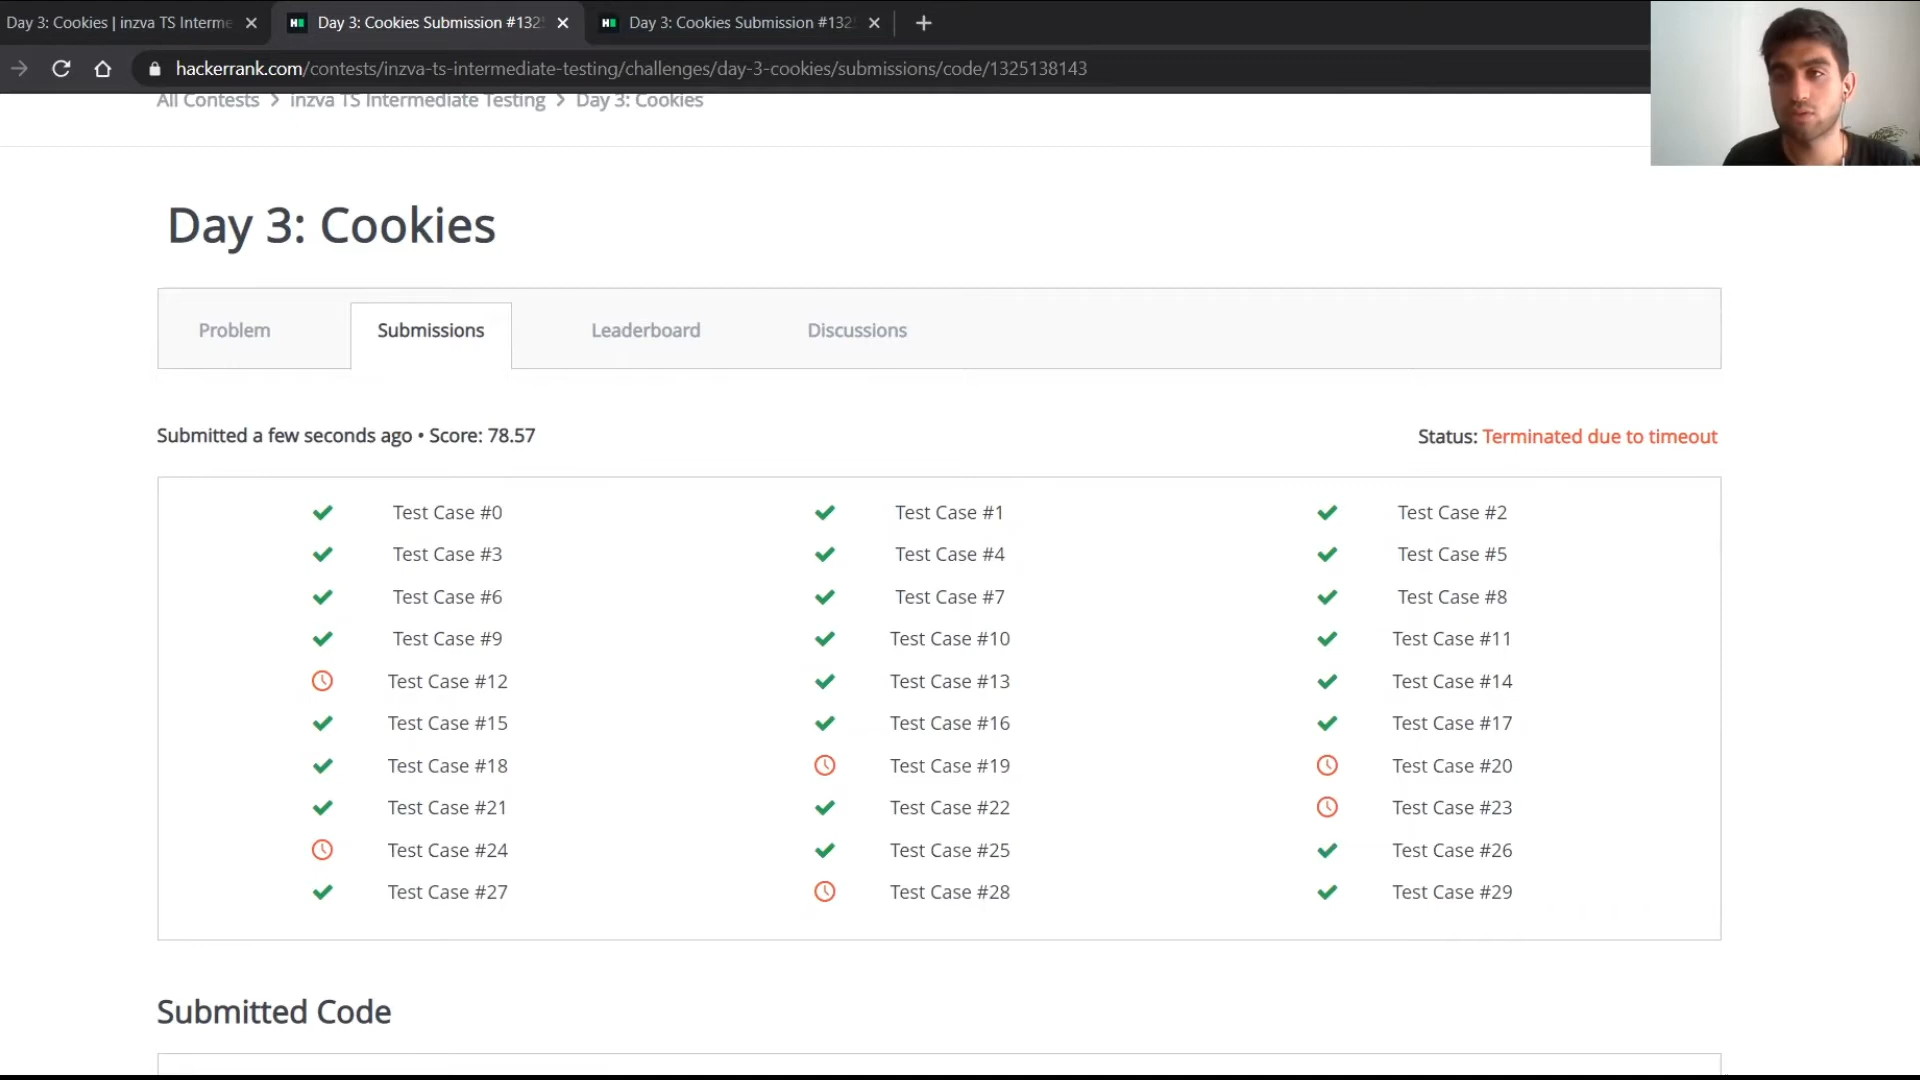 Day 3: Cookies | inzva TS Interme
Day 3: Cookies Submission #132
Day 3: Cookies Submission #132
hackerrank.com/contests/inzva-ts-intermediate-testing/challenges/day-3-cookies/submissions/code/1325138143
All Contests > inzva TS Intermediate Testing > Day 3: Cookies
Day 3: Cookies
Problem Submissions Leaderboard Discussions
Submitted a few seconds ago • Score: 78.57 Status: Terminated due to timeout
Test Case #0 Test Case #1 Test Case #2
Test Case #3 Test Case #4 Test Case #5
Test Case #6 Test Case #7 Test Case #8
Test Case #9 Test Case #10 Test Case #11
Test Case #12 Test Case #13 Test Case #14
Test Case #15 Test Case #16 Test Case #17
Test Case #18 Test Case #19 Test Case #20
Test Case #21 Test Case #22 Test Case #23
Test Case #24 Test Case #25 Test Case #26
Test Case #27 Test Case #28 Test Case #29
Submitted Code